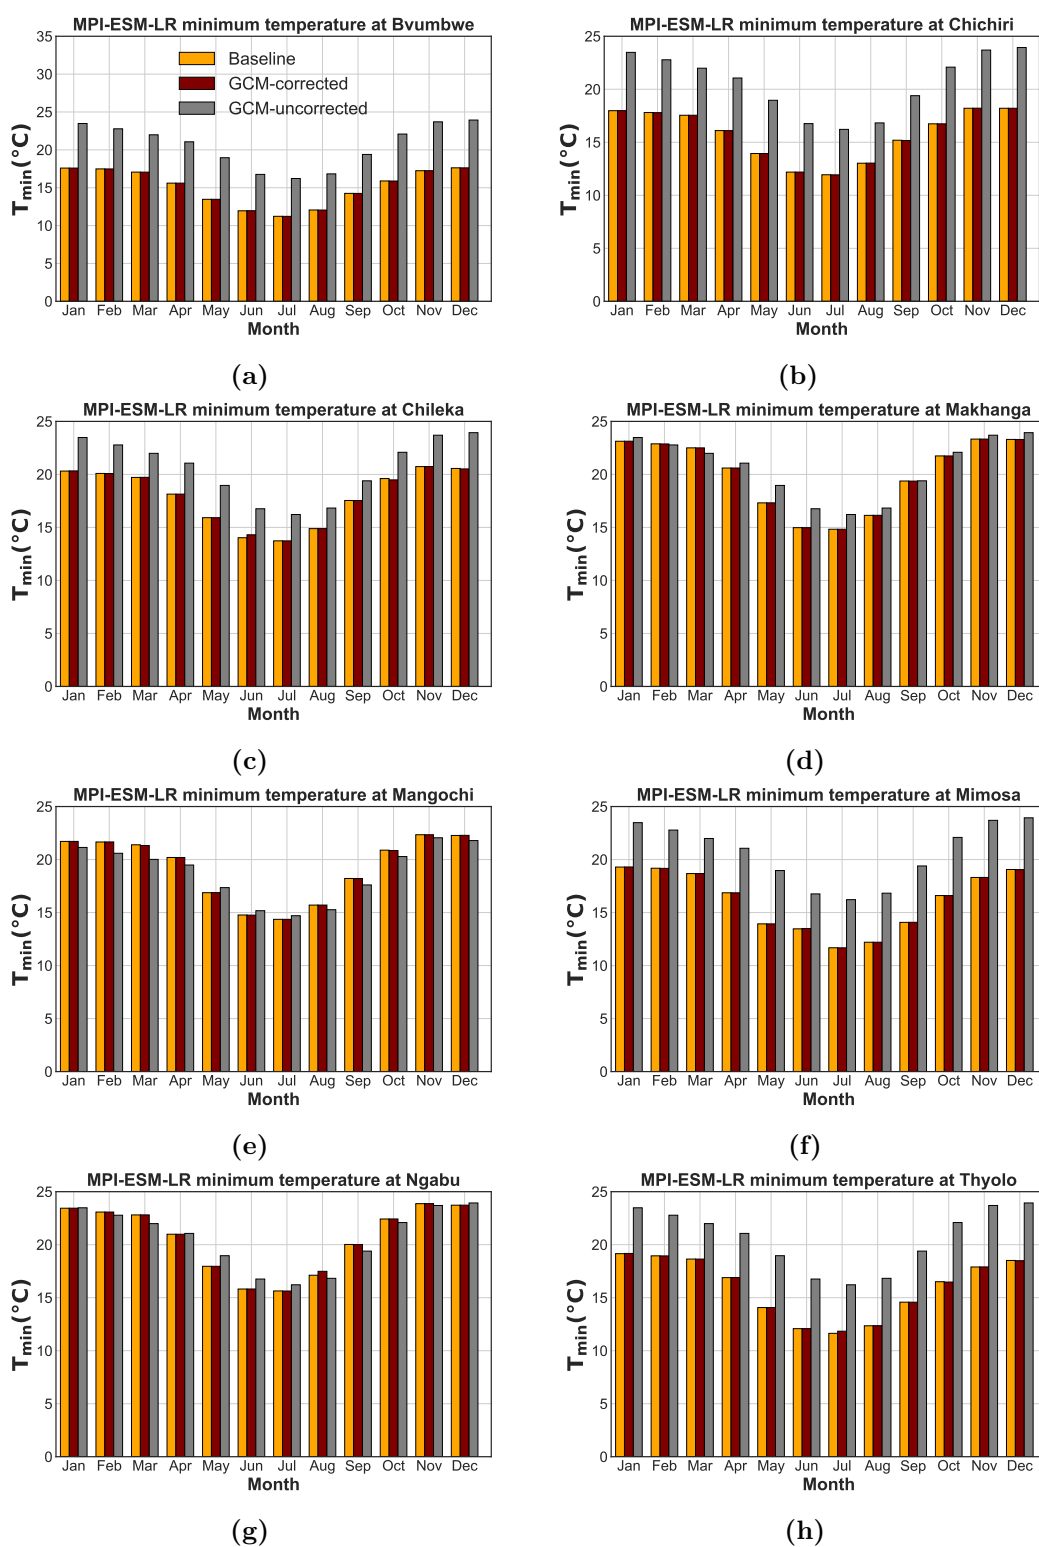 MPI-ESM-LR minimum temperature at Bvumbwe
35
30
25
20
15
10
5
0
Tmin(°C)
Baseline
GCM-corrected
GCM-uncorrected
Jan Feb Mar Apr May Jun Jul Aug Sep Oct Nov Dec
Month
(a)
MPI-ESM-LR minimum temperature at Chichiri
25
20
15
10
5
0
Tmin(°C)
Jan Feb Mar Apr May Jun Jul Aug Sep Oct Nov Dec
Month
(b)
MPI-ESM-LR minimum temperature at Chileka
25
20
15
10
5
0
Tmin(°C)
Jan Feb Mar Apr May Jun Jul Aug Sep Oct Nov Dec
Month
(c)
MPI-ESM-LR minimum temperature at Makhanga
25
20
15
10
5
0
Tmin(°C)
Jan Feb Mar Apr May Jun Jul Aug Sep Oct Nov Dec
Month
(d)
MPI-ESM-LR minimum temperature at Mangochi
25
20
15
10
5
0
Tmin(°C)
Jan Feb Mar Apr May Jun Jul Aug Sep Oct Nov Dec
Month
(e)
MPI-ESM-LR minimum temperature at Mimosa
25
20
15
10
5
0
Tmin(°C)
Jan Feb Mar Apr May Jun Jul Aug Sep Oct Nov Dec
Month
(f)
MPI-ESM-LR minimum temperature at Ngabu
25
20
15
10
5
0
Tmin(°C)
Jan Feb Mar Apr May Jun Jul Aug Sep Oct Nov Dec
Month
(g)
MPI-ESM-LR minimum temperature at Thyolo
25
20
15
10
5
0
Tmin(°C)
Jan Feb Mar Apr May Jun Jul Aug Sep Oct Nov Dec
Month
(h)